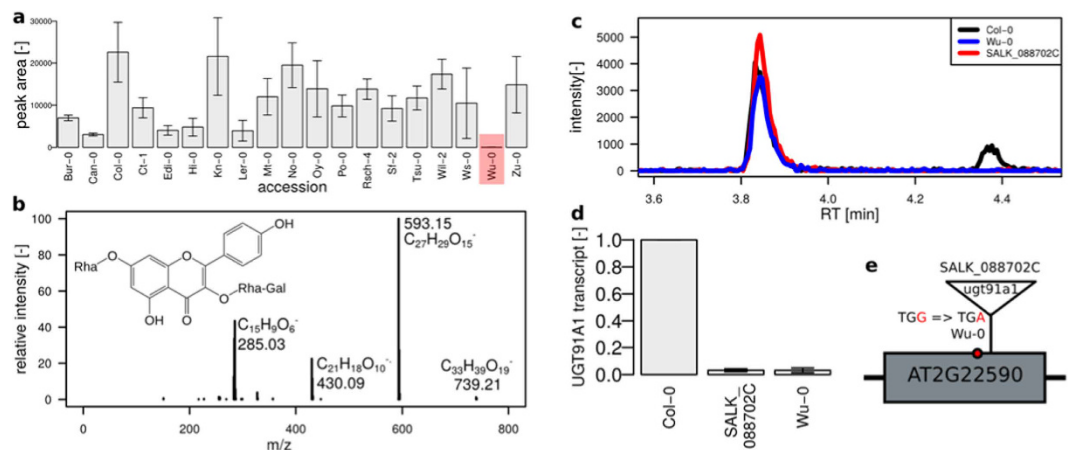 a
peak area [-]
30000
10000
0
Bur-0
Can-0
Col-0
Ct-1
Edi-0
Hi-0
Kn-0
Ler-0
Mt-0
No-0
Oy-0
Po-0
Rsch-4
Sf-2
Tsu-0
Wil-2
Ws-0
Wu-0
Zu-0
accession
b
relative intensity [-]
100
80
60
40
20
0
Rha
O
O
OH
OH
O
O
Rha-Gal
593.15
C27H29O15-
C15H9O6-
285.03
C21H18O10-·
430.09
C33H39O19-
739.21
0
200
400
600
800
m/z
c
intensity[-]
5000
4000
3000
2000
1000
0
Col-0
Wu-0
SALK_088702C
3.6
3.8
4.0
4.2
4.4
RT [min]
d
UGT91A1 transcript [-]
1.0
0.8
0.6
0.4
0.2
0.0
Col-0
SALK_
088702C
Wu-0
e
SALK_088702C
ugt91a1
TGG => TGA
Wu-0
AT2G22590